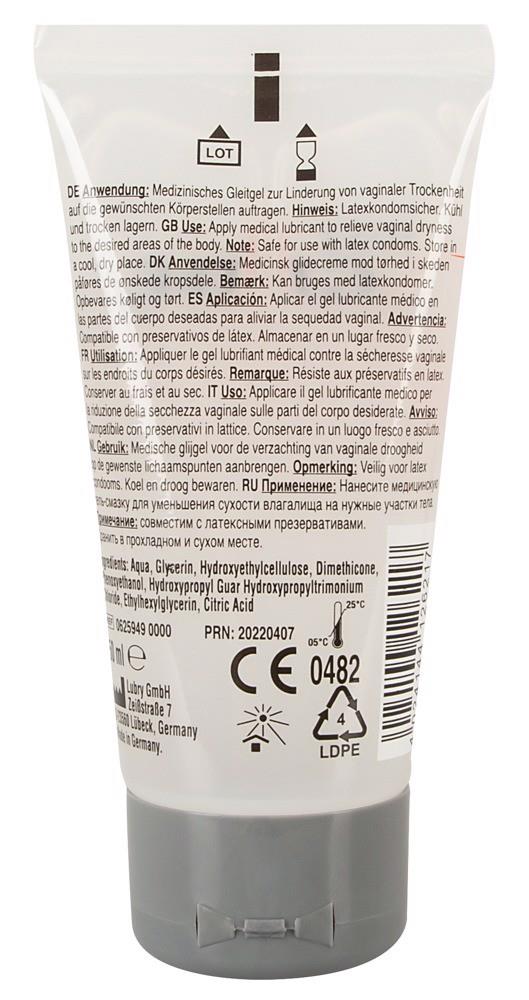 LOT
DE Anwendung: Medizinisches Gleitgel zur Linderung von vaginaler Trockenheit
auf die gewünschten Körperstellen auftragen. Hinweis: Latexkondomsicher. Kühl
und trocken lagern. GB Use: Apply medical lubricant to relieve vaginal dryness
to the desired areas of the body. Note: Safe for use with latex condoms. Store in
a cool, dry place. DK Anvendelse: Medicinsk glidecreme mod tørhed i skeden
påføres de ønskede kropsdele. Bemærk: Kan bruges med latexkondomer.
Opbevares køligt og tørt. ES Aplicación: Aplicar el gel lubricante médico en
las partes del cuerpo deseadas para aliviar la sequedad vaginal. Advertencia:
Compatible con preservativos de látex. Almacenar en un lugar fresco y seco.
FR Utilisation: Appliquer le gel lubrifiant médical contre la sécheresse vaginale
sur les endroits du corps désirés. Remarque: Résiste aux préservatifs en latex.
Conserver au frais et au sec. IT Uso: Applicare il gel lubrificante medico per
la riduzione della secchezza vaginale sulle parti del corpo desiderate. Avviso:
Compatibile con preservativi in lattice. Conservare in un luogo fresco e asciutto.
NL Gebruik: Medische glijgel voor de verzachting van vaginale droogheid
op de gewenste lichaamspunten aanbrengen. Opmerking: Veilig voor latex
condooms. Koel en droog bewaren. RU Применение: Нанесите медицинскую
гель-смазку для уменьшения сухости влагалища на нужные участки тела.
Примечание: совместим с латексными презервативами.
Хранить в прохладном и сухом месте.
Ingredients: Aqua, Glycerin, Hydroxyethylcellulose, Dimethicone,
Phenoxyethanol, Hydroxypropyl Guar Hydroxypropyltrimonium
Chloride, Ethylhexylglycerin, Citric Acid
REF 0625949 0000 PRN: 20220407
05°C 25°C
50 ml e
CE 0482
Lubry GmbH
Zeißstraße 7
23560 Lübeck, Germany
Made in Germany.
4
LDPE